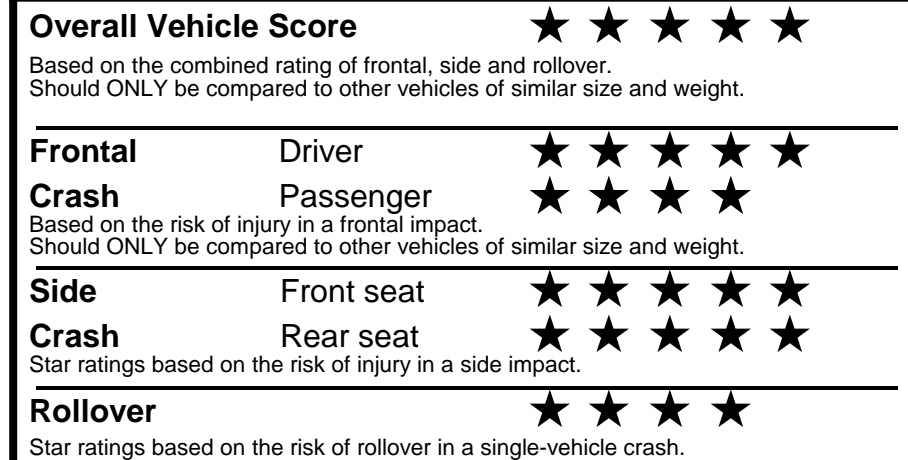 Overall Vehicle Score ★ ★ ★ ★ ★
Based on the combined rating of frontal, side and rollover.
Should ONLY be compared to other vehicles of similar size and weight.
Frontal Driver ★ ★ ★ ★ ★
Crash Passenger ★ ★ ★ ★
Based on the risk of injury in a frontal impact.
Should ONLY be compared to other vehicles of similar size and weight.
Side Front seat ★ ★ ★ ★ ★
Crash Rear seat ★ ★ ★ ★ ★
Star ratings based on the risk of injury in a side impact.
Rollover ★ ★ ★ ★
Star ratings based on the risk of rollover in a single-vehicle crash.